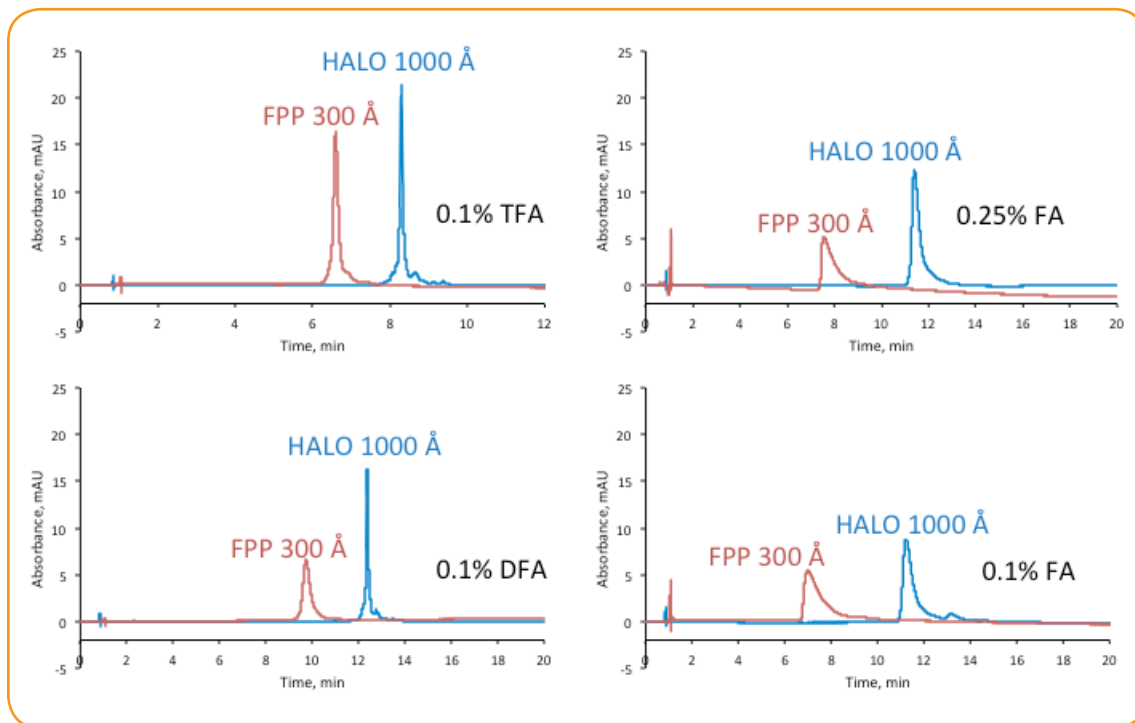 HALO 1000 Å
FPP 300 Å
0.1% TFA
Absorbance, mAU
25
20
15
10
5
0
-5
0 2 4 6 8 10 12
Time, min
HALO 1000 Å
FPP 300 Å
0.25% FA
Absorbance, mAU
25
20
15
10
5
0
-5
0 2 4 6 8 10 12 14 16 18 20
Time, min
HALO 1000 Å
FPP 300 Å
0.1% DFA
Absorbance, mAU
25
20
15
10
5
0
-5
0 2 4 6 8 10 12 14 16 18 20
Time, min
HALO 1000 Å
FPP 300 Å
0.1% FA
Absorbance, mAU
25
20
15
10
5
0
-5
0 2 4 6 8 10 12 14 16 18 20
Time, min